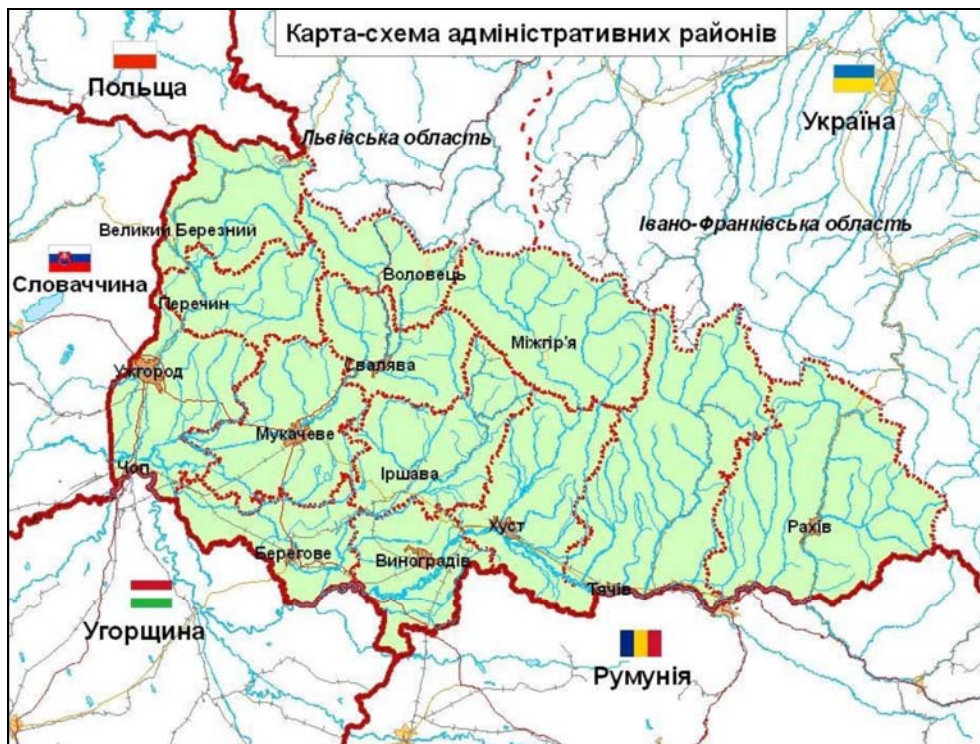 Карта-схема адміністративних районів
Польща
Україна
Львівська область
Івано-Франківська область
Великий Березний
Воловець
Словаччина
Перечин
Міжгір'я
Свалява
Ужгород
Мукачеве
Чоп
Іршава
Хуст
Рахів
Берегове
Виноградів
Тячів
Угорщина
Румунія